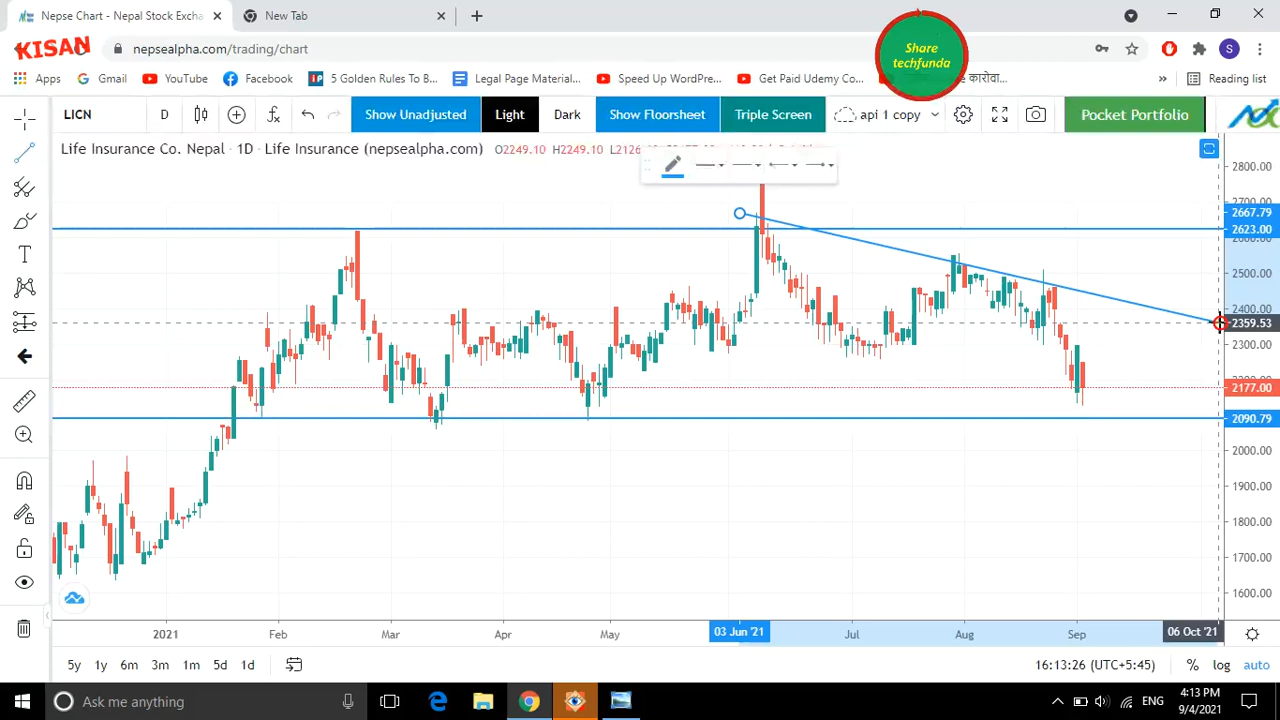 Nepse Chart - Nepal Stock Excha
New Tab
KISAN
nepsealpha.com/trading/chart
Share
techfunda
S
Apps
Gmail
YouTube
Facebook
5 Golden Rules To B...
Legal Page Material...
Speed Up WordPre...
Get Paid Udemy Co...
Reading list
LICN
D
Show Unadjusted
Light
Dark
Show Floorsheet
Triple Screen
api 1 copy
Pocket Portfolio
Life Insurance Co. Nepal · 1D · Life Insurance (nepsealpha.com) O2249.10 H2249.10
2800.00
2667.79
2623.00
2500.00
2400.00
2359.53
2300.00
2177.00
2090.79
2000.00
1900.00
1800.00
1700.00
1600.00
2021
Feb
Mar
Apr
May
03 Jun '21
Jul
Aug
Sep
06 Oct '21
5y
1y
6m
3m
1m
5d
1d
16:13:26 (UTC+5:45)
%
log
auto
Ask me anything
ENG
4:13 PM
9/4/2021